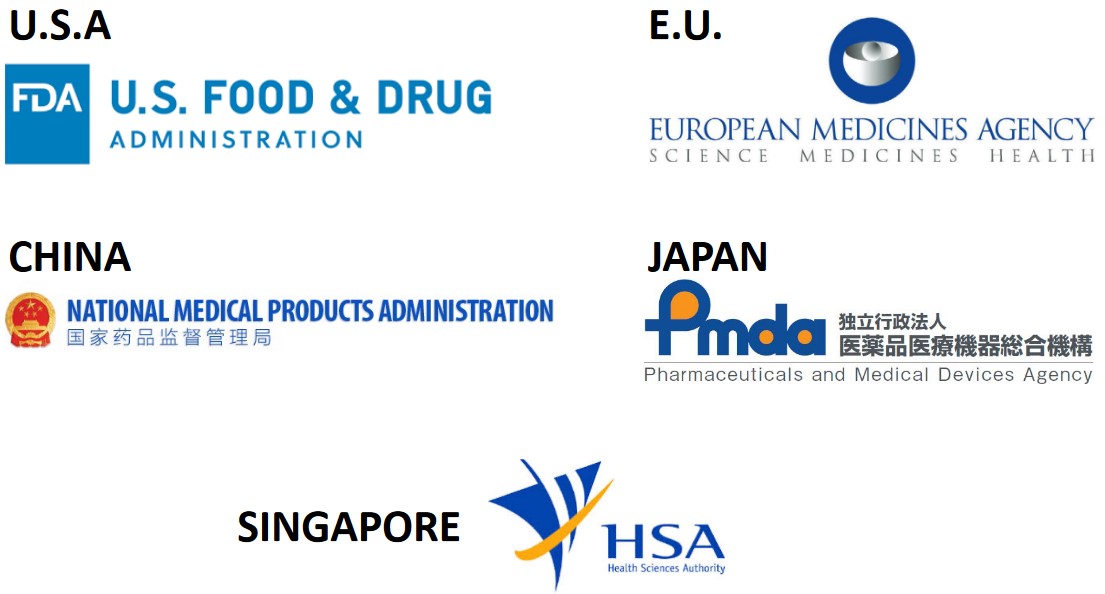 U.S.A
FDA U.S. FOOD & DRUG
ADMINISTRATION
E.U.
EUROPEAN MEDICINES AGENCY
SCIENCE MEDICINES HEALTH
CHINA
NATIONAL MEDICAL PRODUCTS ADMINISTRATION
国家药品监督管理局
JAPAN
Pmda
独立行政法人
医薬品医療機器総合機構
Pharmaceuticals and Medical Devices Agency
SINGAPORE
HSA
Health Sciences Authority